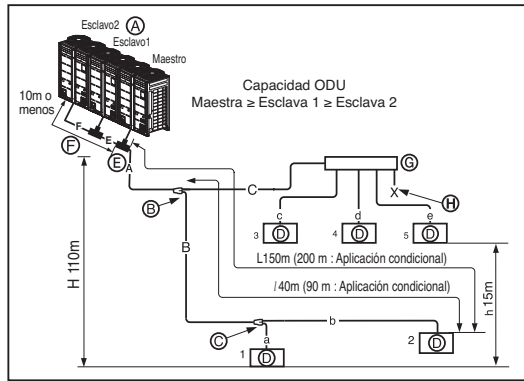 Esclavo2 Ⓐ
Esclavo1
Maestro
10m o
menos
Capacidad ODU
Maestra ≥ Esclava 1 ≥ Esclava 2
F
E
Ⓕ
Ⓔ
A
Ⓖ
C
Ⓑ
X
Ⓗ
c
d
e
3 Ⓓ
4 Ⓓ
5 Ⓓ
B
H 110m
L150m (200 m : Aplicación condicional)
l 40m (90 m : Aplicación condicional)
h 15m
b
Ⓒ
a
2 Ⓓ
1 Ⓓ